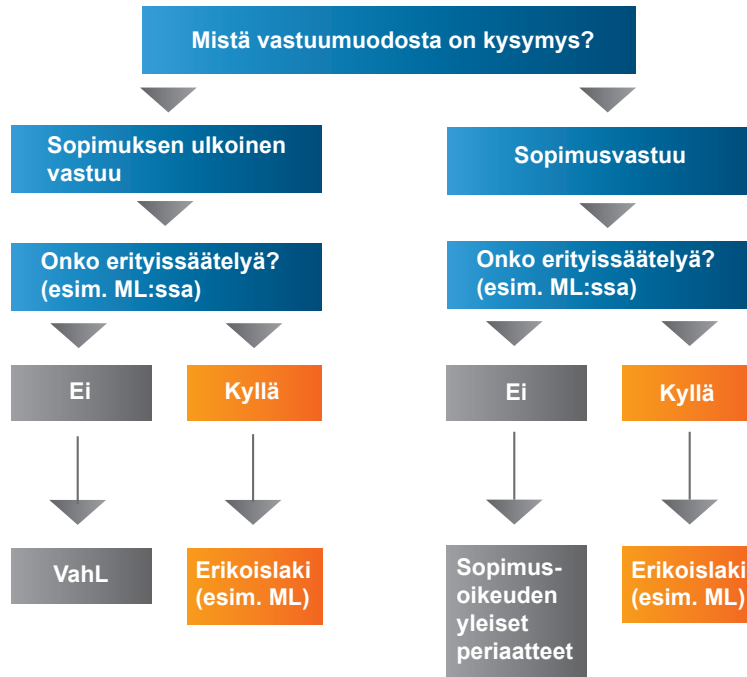 Mistä vastuumuodosta on kysymys?
Sopimuksen ulkoinen
vastuu
Sopimusvastuu
Onko erityissäätelyä?
(esim. ML:ssa)
Onko erityissäätelyä?
(esim. ML:ssa)
Ei
Kyllä
Ei
Kyllä
VahL
Erikoislaki
(esim. ML)
Sopimus-
oikeuden
yleiset
periaatteet
Erikoislaki
(esim. ML)